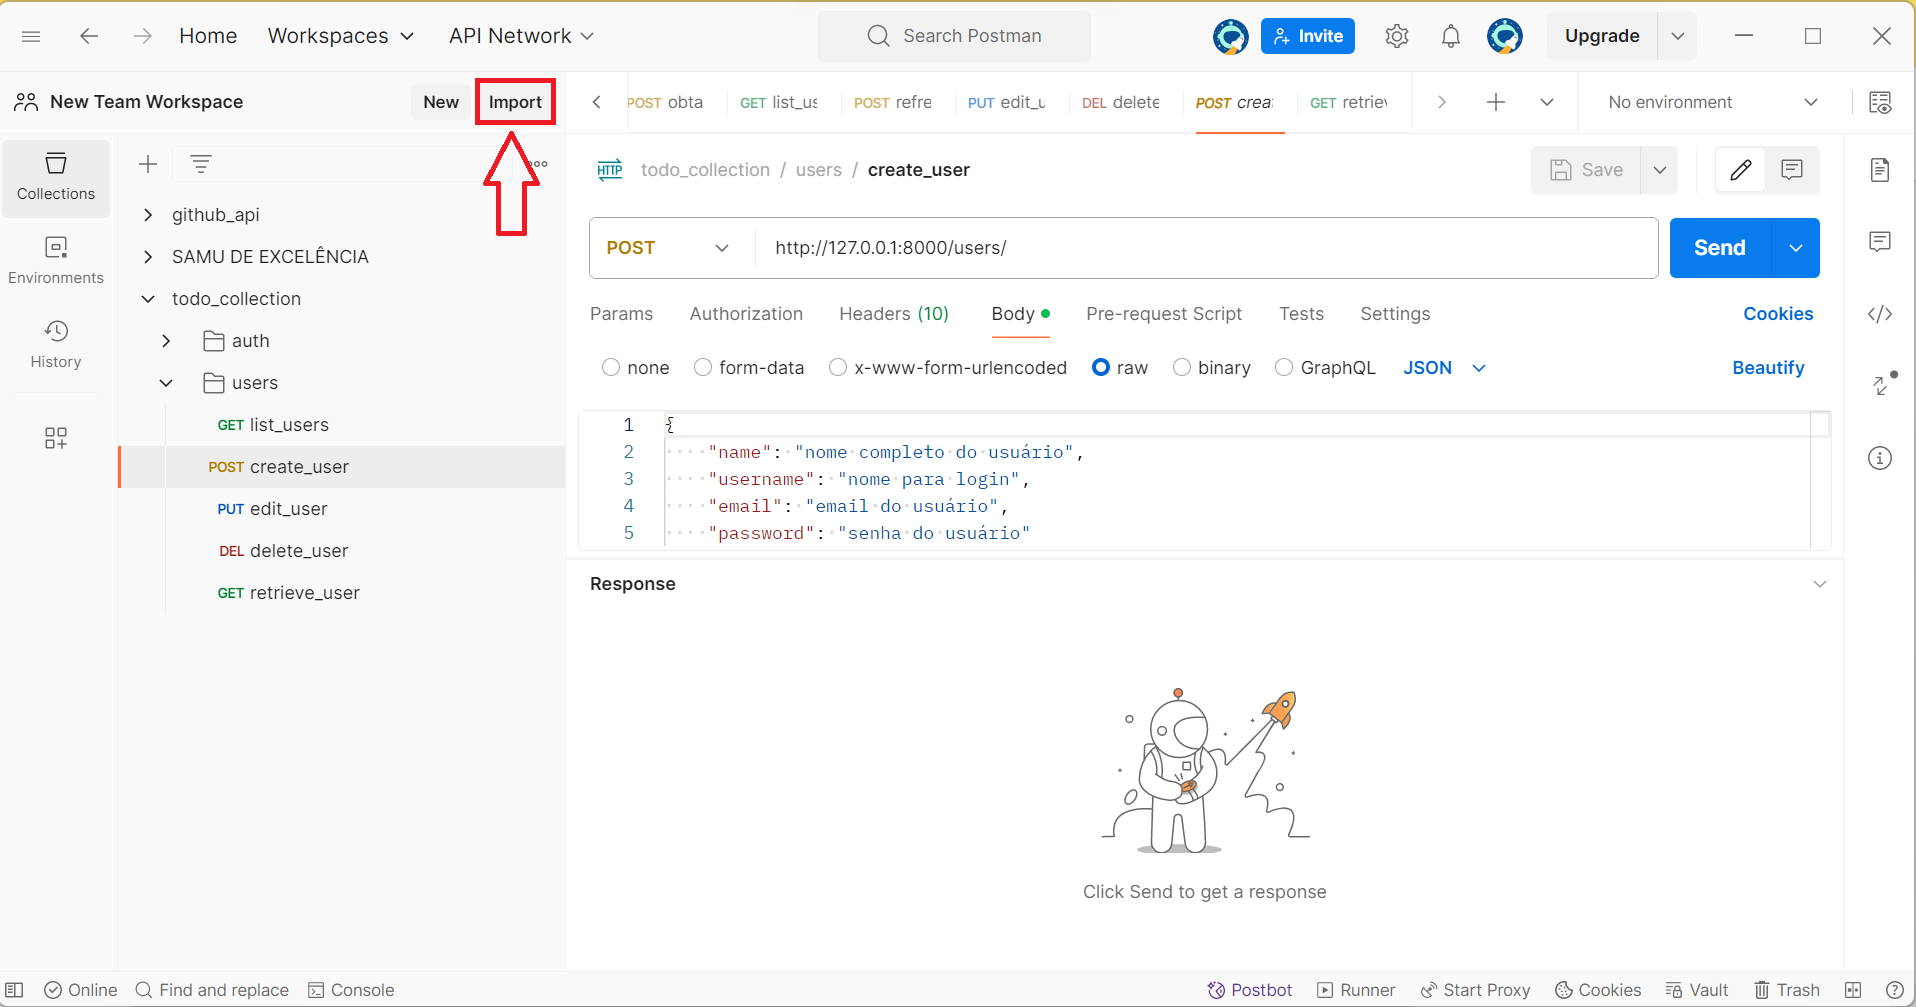 Home Workspaces API Network Search Postman Invite Upgrade
New Team Workspace New Import
POST obta GET list_us POST refre PUT edit_u DEL delete POST crea GET retriev No environment
Collections
Environments
History
github_api
SAMU DE EXCELÊNCIA
todo_collection
auth
users
GET list_users
POST create_user
PUT edit_user
DEL delete_user
GET retrieve_user
HTTP todo_collection / users / create_user Save
POST http://127.0.0.1:8000/users/ Send
Params Authorization Headers (10) Body Pre-request Script Tests Settings Cookies
none form-data x-www-form-urlencoded raw binary GraphQL JSON Beautify
1 {
2 "name": "nome completo do usuário",
3 "username": "nome para login",
4 "email": "email do usuário",
5 "password": "senha do usuário"
Response
Click Send to get a response
Online Find and replace Console Postbot Runner Start Proxy Cookies Vault Trash